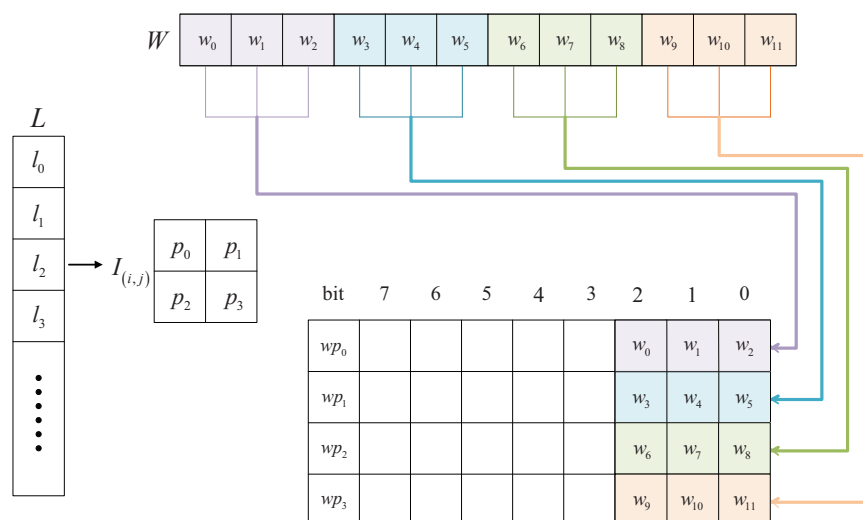 W w₀ w₁ w₂ w₃ w₄ w₅ w₆ w₇ w₈ w₉ w₁₀ w₁₁
L
l₀
l₁
l₂
l₃
I₍ᵢ,ⱼ₎
p₀ p₁
p₂ p₃
bit 7 6 5 4 3 2 1 0
wp₀ w₀ w₁ w₂
wp₁ w₃ w₄ w₅
wp₂ w₆ w₇ w₈
wp₃ w₉ w₁₀ w₁₁